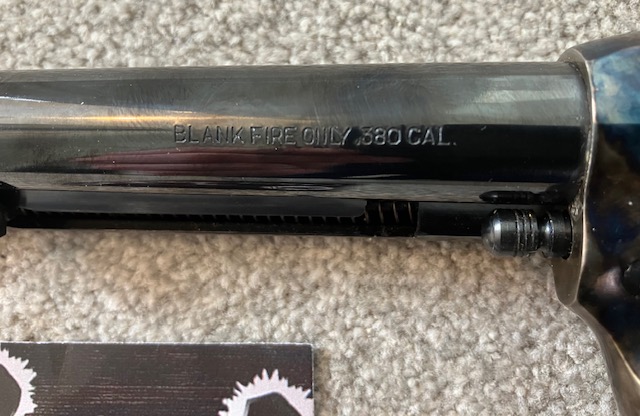 BLANK FIRE ONLY .380 CAL.